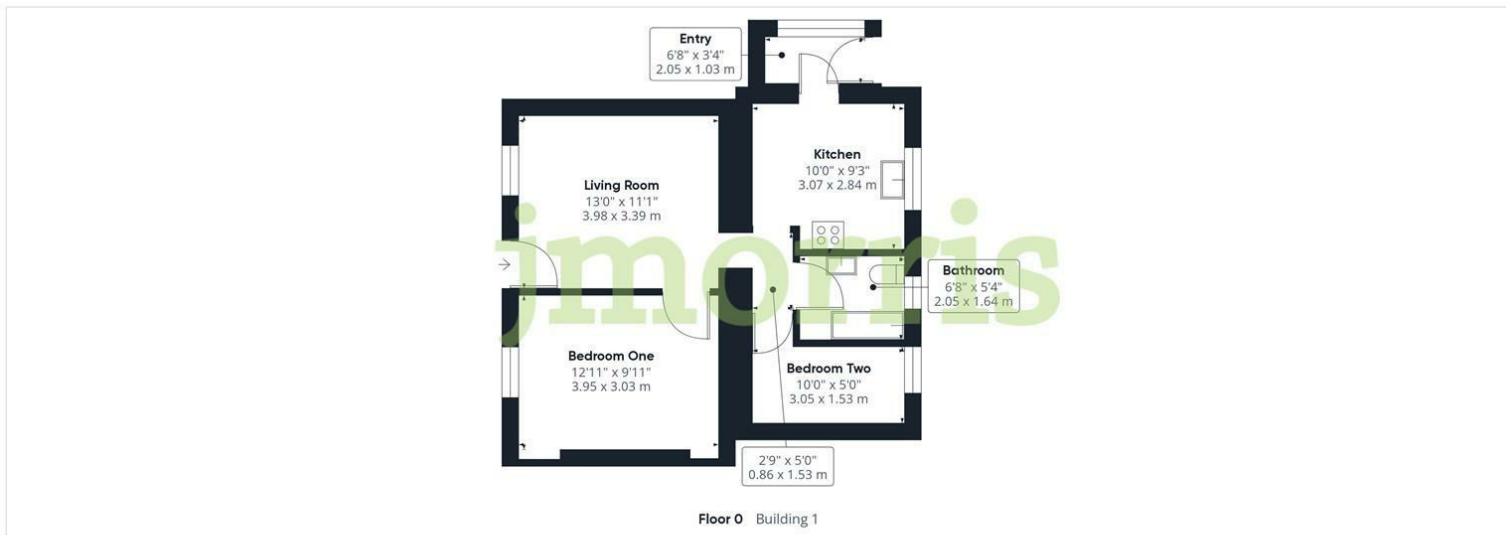 Entry
6'8" x 3'4"
2.05 x 1.03 m
Kitchen
10'0" x 9'3"
3.07 x 2.84 m
Living Room
13'0" x 11'1"
3.98 x 3.39 m
jmorris
Bathroom
6'8" x 5'4"
2.05 x 1.64 m
Bedroom One
12'11" x 9'11"
3.95 x 3.03 m
Bedroom Two
10'0" x 5'0"
3.05 x 1.53 m
2'9" x 5'0"
0.86 x 1.53 m
Floor 0 Building 1